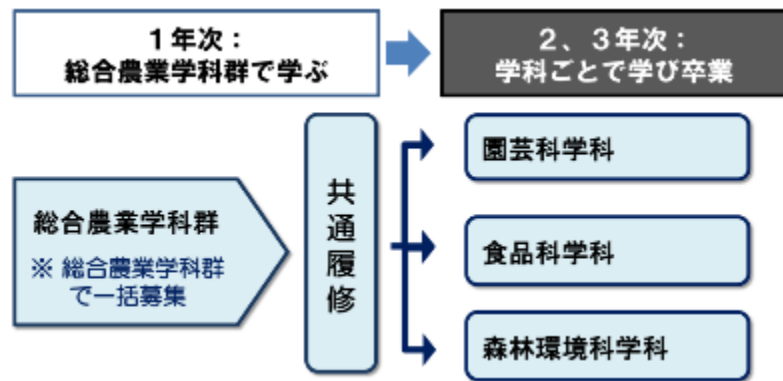 1年次：
総合農業学科群で学ぶ
2、3年次：
学科ごとで学び卒業
総合農業学科群
※ 総合農業学科群
で一括募集
共通履修
園芸科学科
食品科学科
森林環境科学科